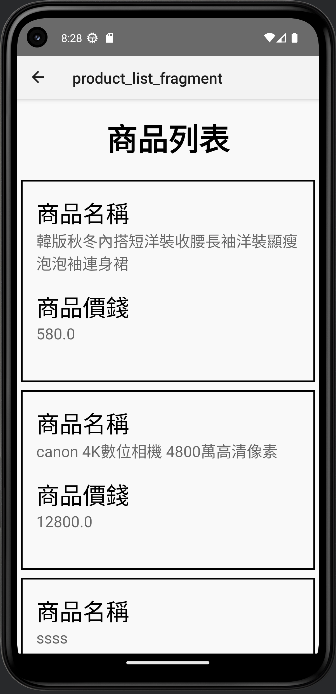 8:28
product_list_fragment
商品列表
商品名稱
韓版秋冬內搭短洋裝收腰長袖洋裝顯瘦
泡泡袖連身裙
商品價錢
580.0
商品名稱
canon 4K數位相機 4800萬高清像素
商品價錢
12800.0
商品名稱
ssss